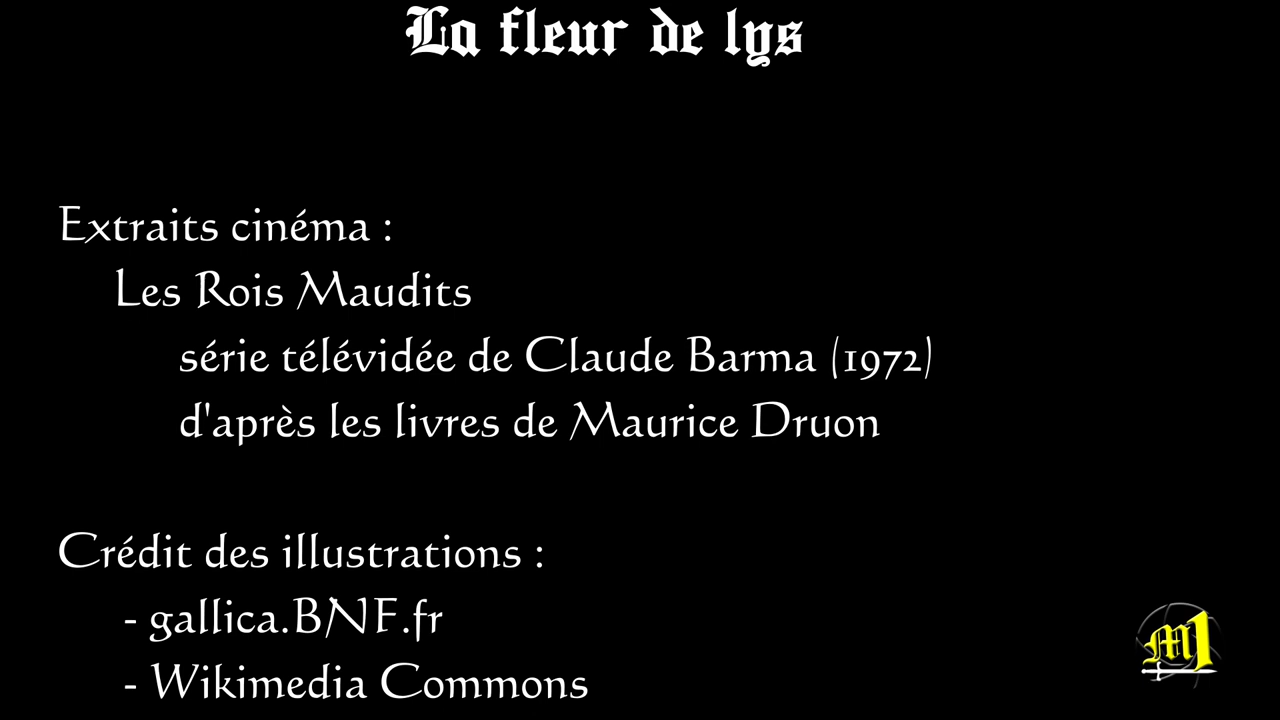 La fleur de lys
Extraits cinéma :
Les Rois Maudits
série télévidée de Claude Barma (1972)
d'après les livres de Maurice Druon
Crédit des illustrations :
- gallica.BNF.fr
- Wikimedia Commons
M1